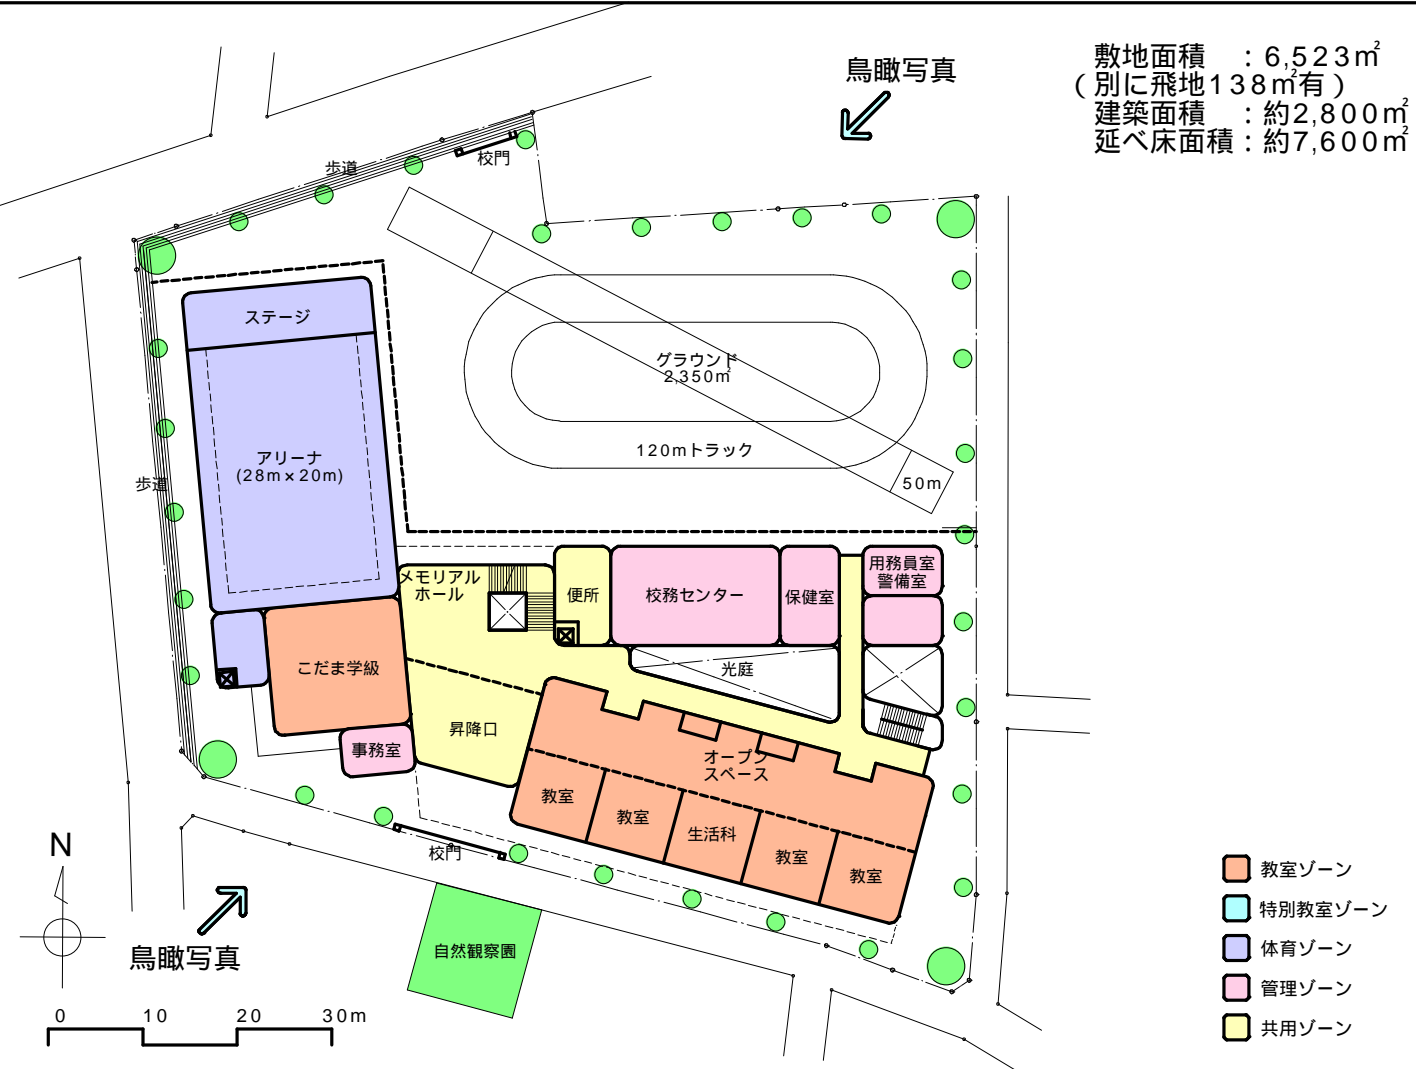 敷地面積　：6,523㎡
（別に飛地138㎡有）
建築面積　：約2,800㎡
延べ床面積：約7,600㎡
鳥瞰写真
校門
歩道
ステージ
グラウンド
2,350㎡
120mトラック
50m
アリーナ
(28m×20m)
歩道
メモリアル
ホール
便所
校務センター
保健室
用務員室
警備室
こだま学級
光庭
昇降口
事務室
オープン
スペース
教室
教室
生活科
教室
教室
校門
自然観察園
N
鳥瞰写真
0 10 20 30m
教室ゾーン
特別教室ゾーン
体育ゾーン
管理ゾーン
共用ゾーン